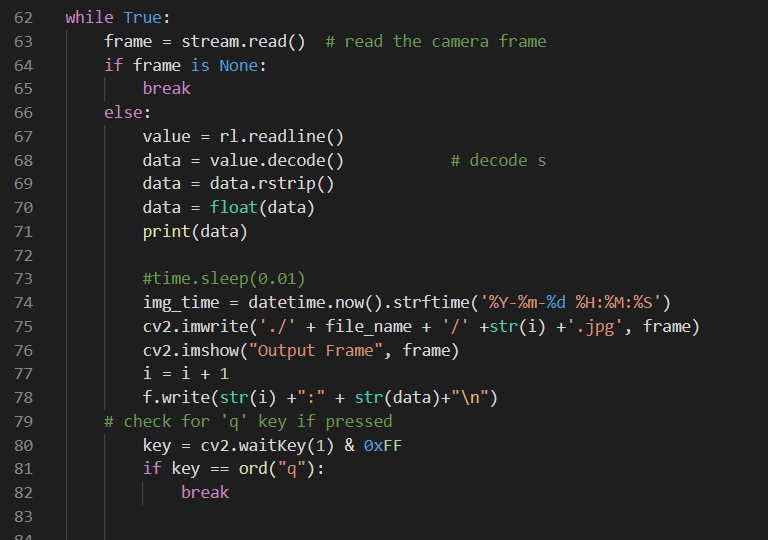 62 while True:
63     frame = stream.read()  # read the camera frame
64     if frame is None:
65         break
66     else:
67         value = rl.readline()
68         data = value.decode()           # decode s
69         data = data.rstrip()
70         data = float(data)
71         print(data)
72
73         #time.sleep(0.01)
74         img_time = datetime.now().strftime('%Y-%m-%d %H:%M:%S')
75         cv2.imwrite('./' + file_name + '/' +str(i) +'.jpg', frame)
76         cv2.imshow("Output Frame", frame)
77         i = i + 1
78         f.write(str(i) +":" + str(data)+"\n")
79     # check for 'q' key if pressed
80         key = cv2.waitKey(1) & 0xFF
81         if key == ord("q"):
82             break
83
84